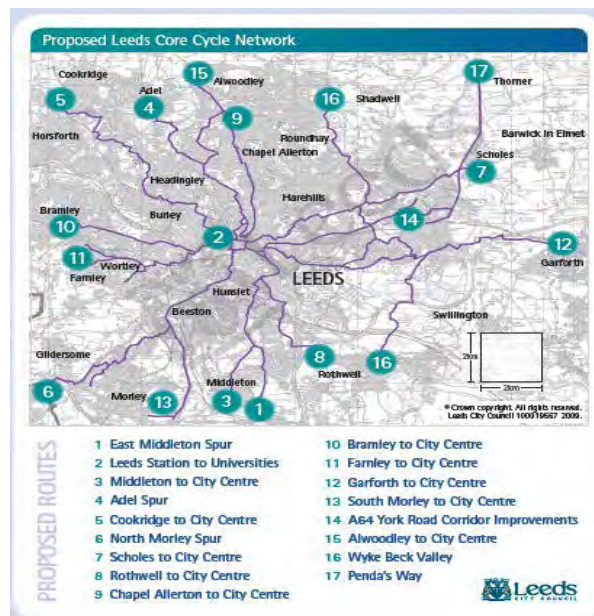 Proposed Leeds Core Cycle Network
15
17
Cookridge
Alwoodley
Thorner
Adel
5
4
16
Shadwell
9
Horsforth
Roundhay
Barwick in Elmet
Chapel Allerton
Scholes
7
Headingley
Harehills
Bramley
Burley
14
10
2
12
11
Wortley
LEEDS
Garforth
Farnley
Hunslet
Beeston
Swillington
Gildersome
8
16
2km
Rothwell
6
Morley
13
Middleton
3
1
2km
© Crown copyright. All rights reserved.
Leeds City Council 100019567 2009.
PROPOSED ROUTES
1 East Middleton Spur
2 Leeds Station to Universities
3 Middleton to City Centre
4 Adel Spur
5 Cookridge to City Centre
6 North Morley Spur
7 Scholes to City Centre
8 Rothwell to City Centre
9 Chapel Allerton to City Centre
10 Bramley to City Centre
11 Farnley to City Centre
12 Garforth to City Centre
13 South Morley to City Centre
14 A64 York Road Corridor Improvements
15 Alwoodley to City Centre
16 Wyke Beck Valley
17 Penda's Way
Leeds
CITY COUNCIL